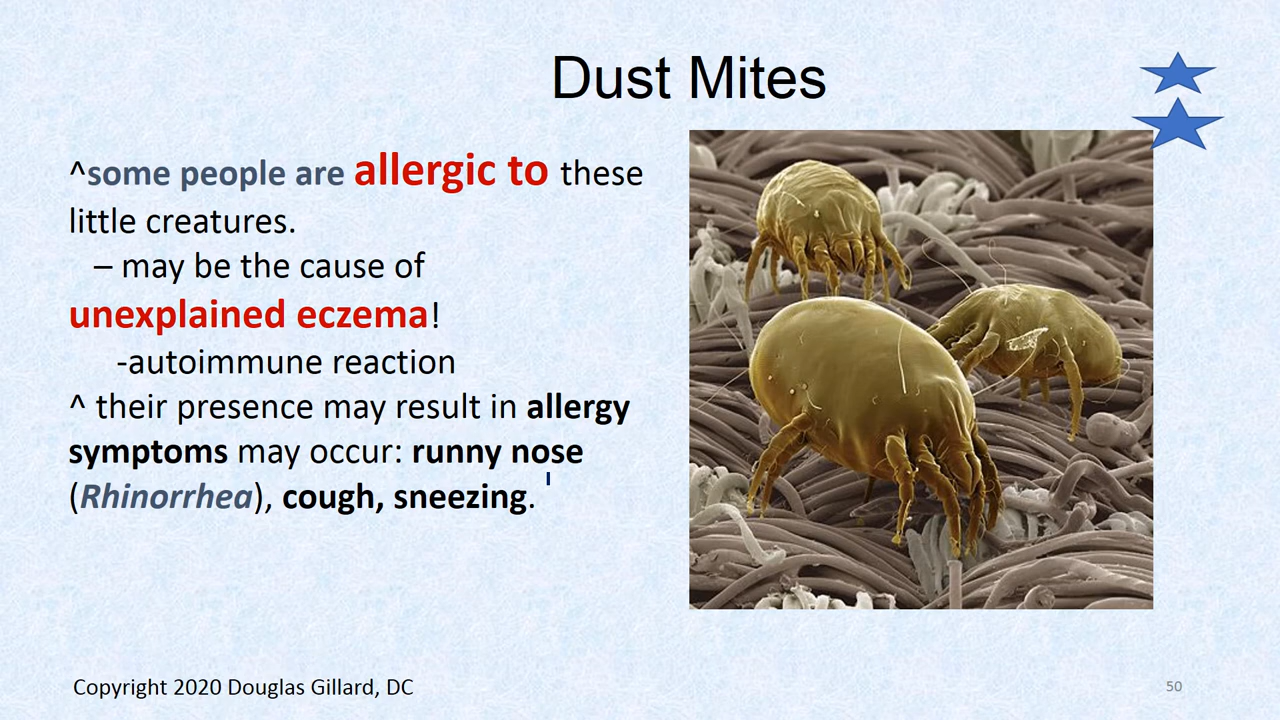 Dust Mites
^some people are allergic to these
little creatures.
– may be the cause of
unexplained eczema!
-autoimmune reaction
^ their presence may result in allergy
symptoms may occur: runny nose
(Rhinorrhea), cough, sneezing.
Copyright 2020 Douglas Gillard, DC
50